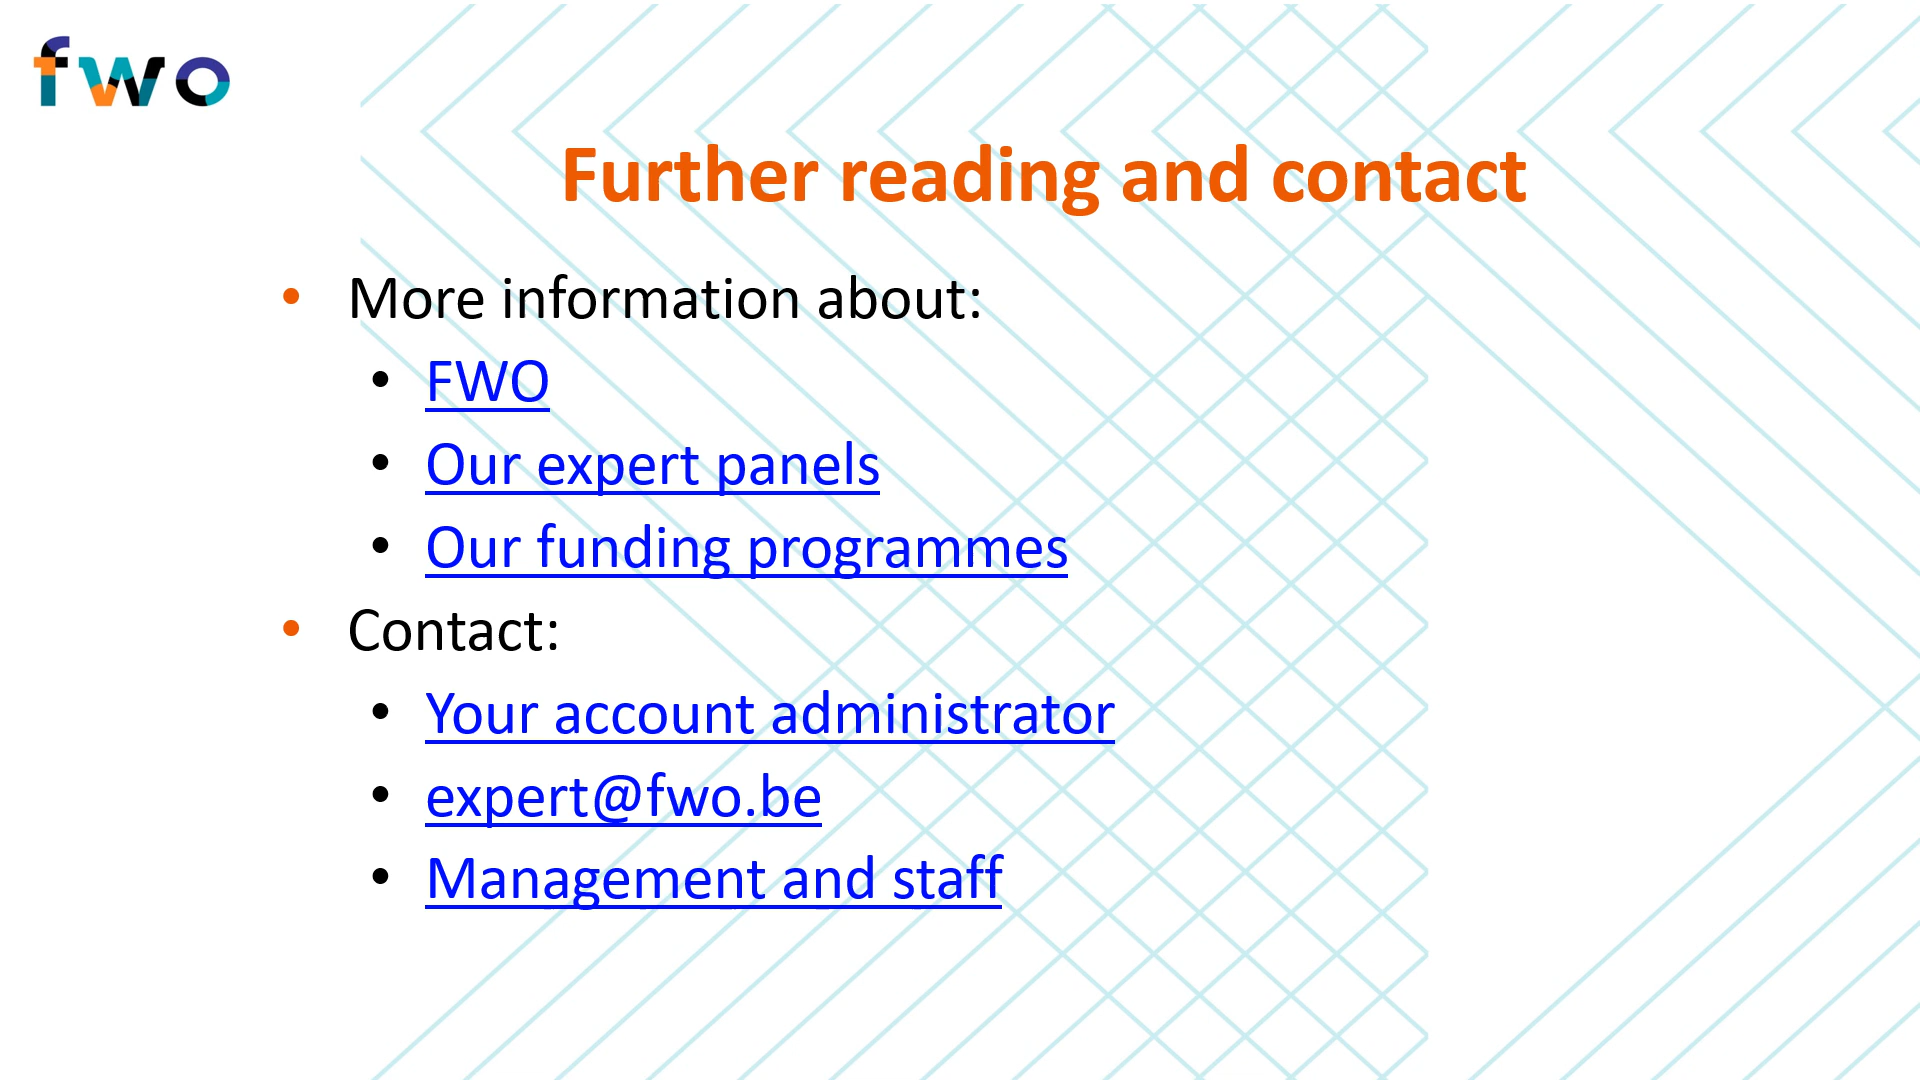 fwo
Further reading and contact
• More information about:
• FWO
• Our expert panels
• Our funding programmes
• Contact:
• Your account administrator
• expert@fwo.be
• Management and staff